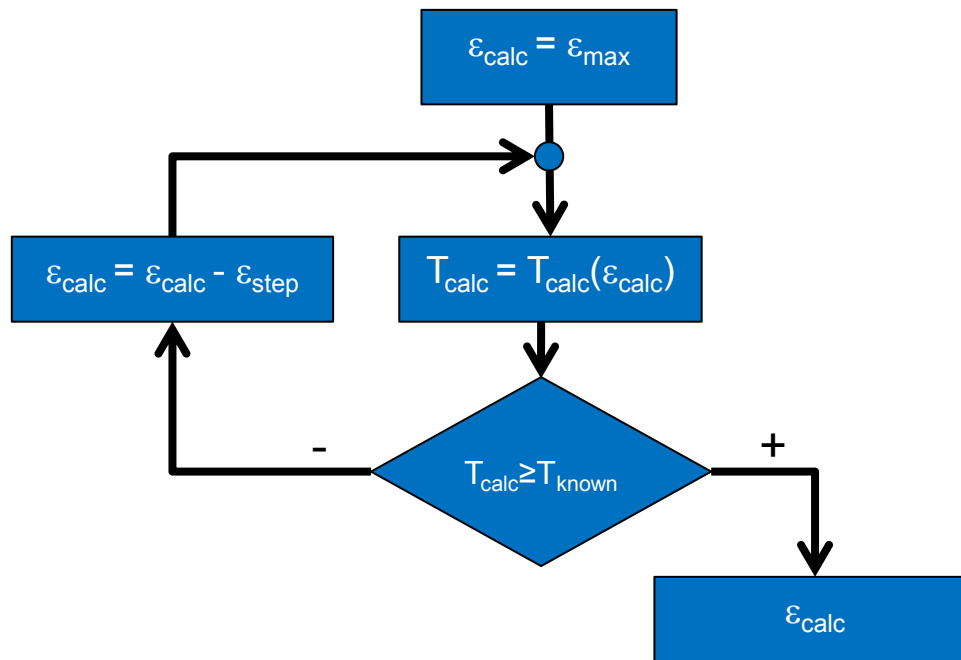 εcalc = εmax
εcalc = εcalc - εstep
Tcalc = Tcalc(εcalc)
-
+
Tcalc≥Tknown
εcalc